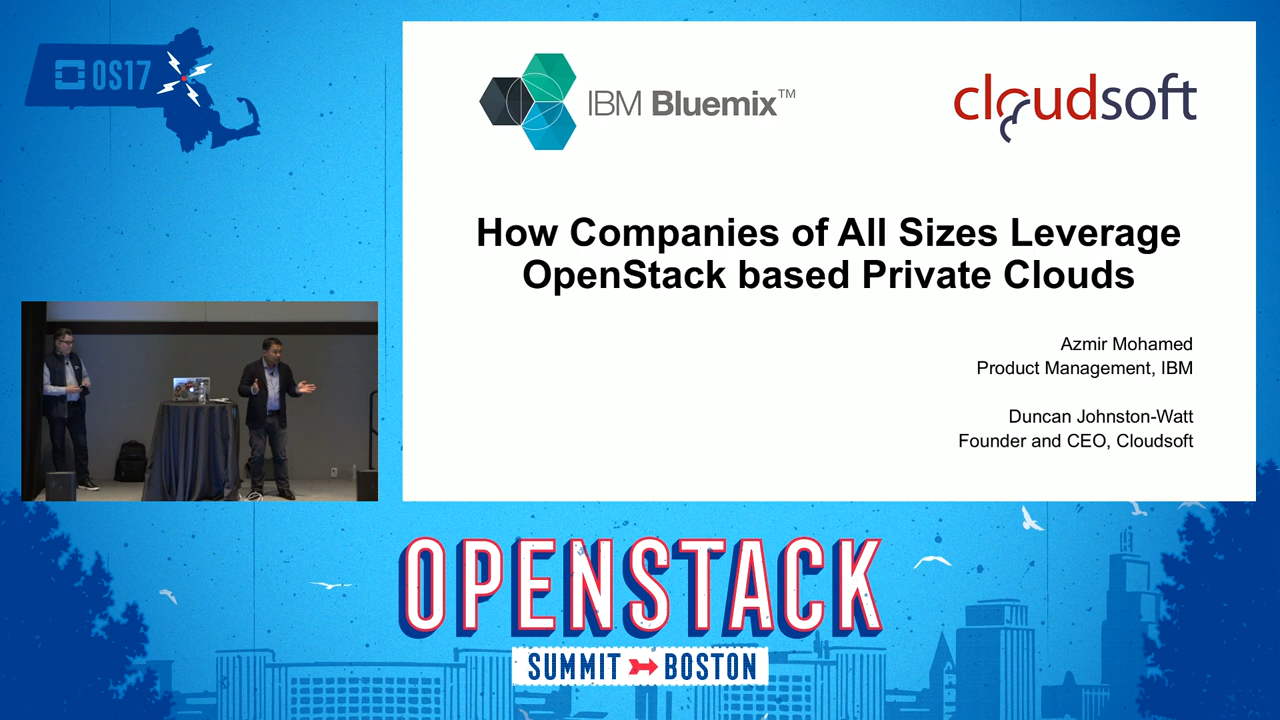 OS17
IBM Bluemix™
cloudsoft
How Companies of All Sizes Leverage
OpenStack based Private Clouds
Azmir Mohamed
Product Management, IBM
Duncan Johnston-Watt
Founder and CEO, Cloudsoft
OPENSTACK
SUMMIT BOSTON